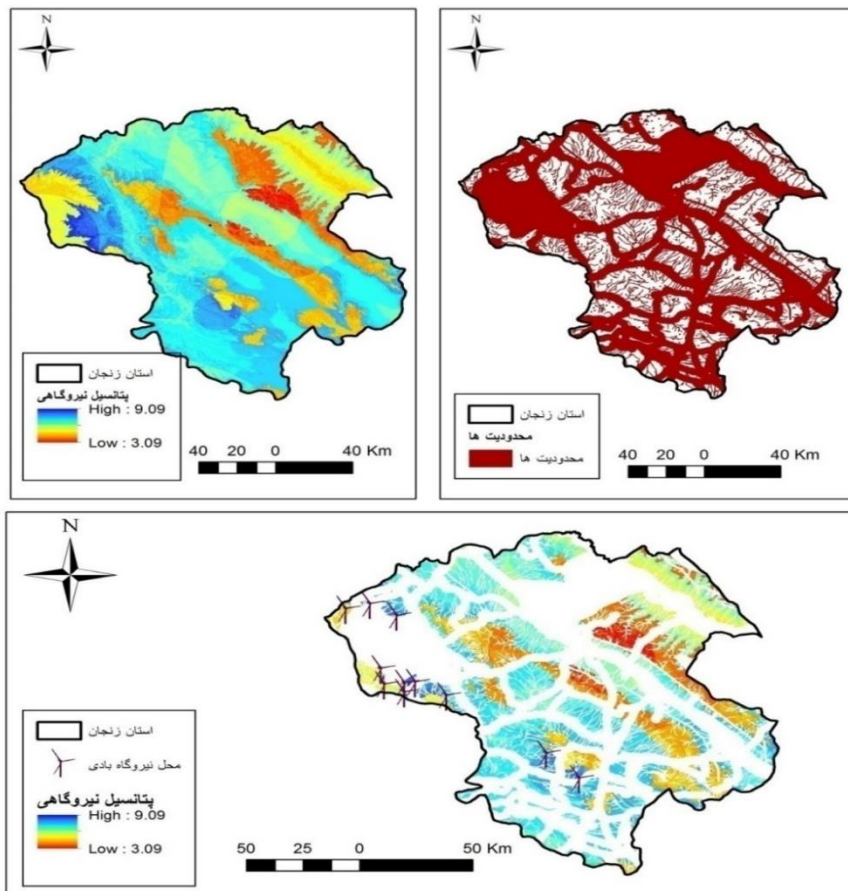 N
استان زنجان
پتانسیل نیروگاهی
High : 9.09
Low : 3.09
40 20 0 40 Km
N
استان زنجان
محدودیت ها
محدودیت ها
40 20 0 40 Km
N
استان زنجان
محل نیروگاه بادی
پتانسیل نیروگاهی
High : 9.09
Low : 3.09
50 25 0 50 Km